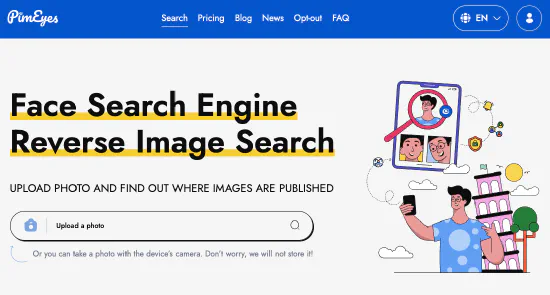 PimEyes
Search Pricing Blog News Opt-out FAQ
EN
Face Search Engine
Reverse Image Search
UPLOAD PHOTO AND FIND OUT WHERE IMAGES ARE PUBLISHED
Upload a photo
Or you can take a photo with the device's camera. Don't worry, we will not store it!